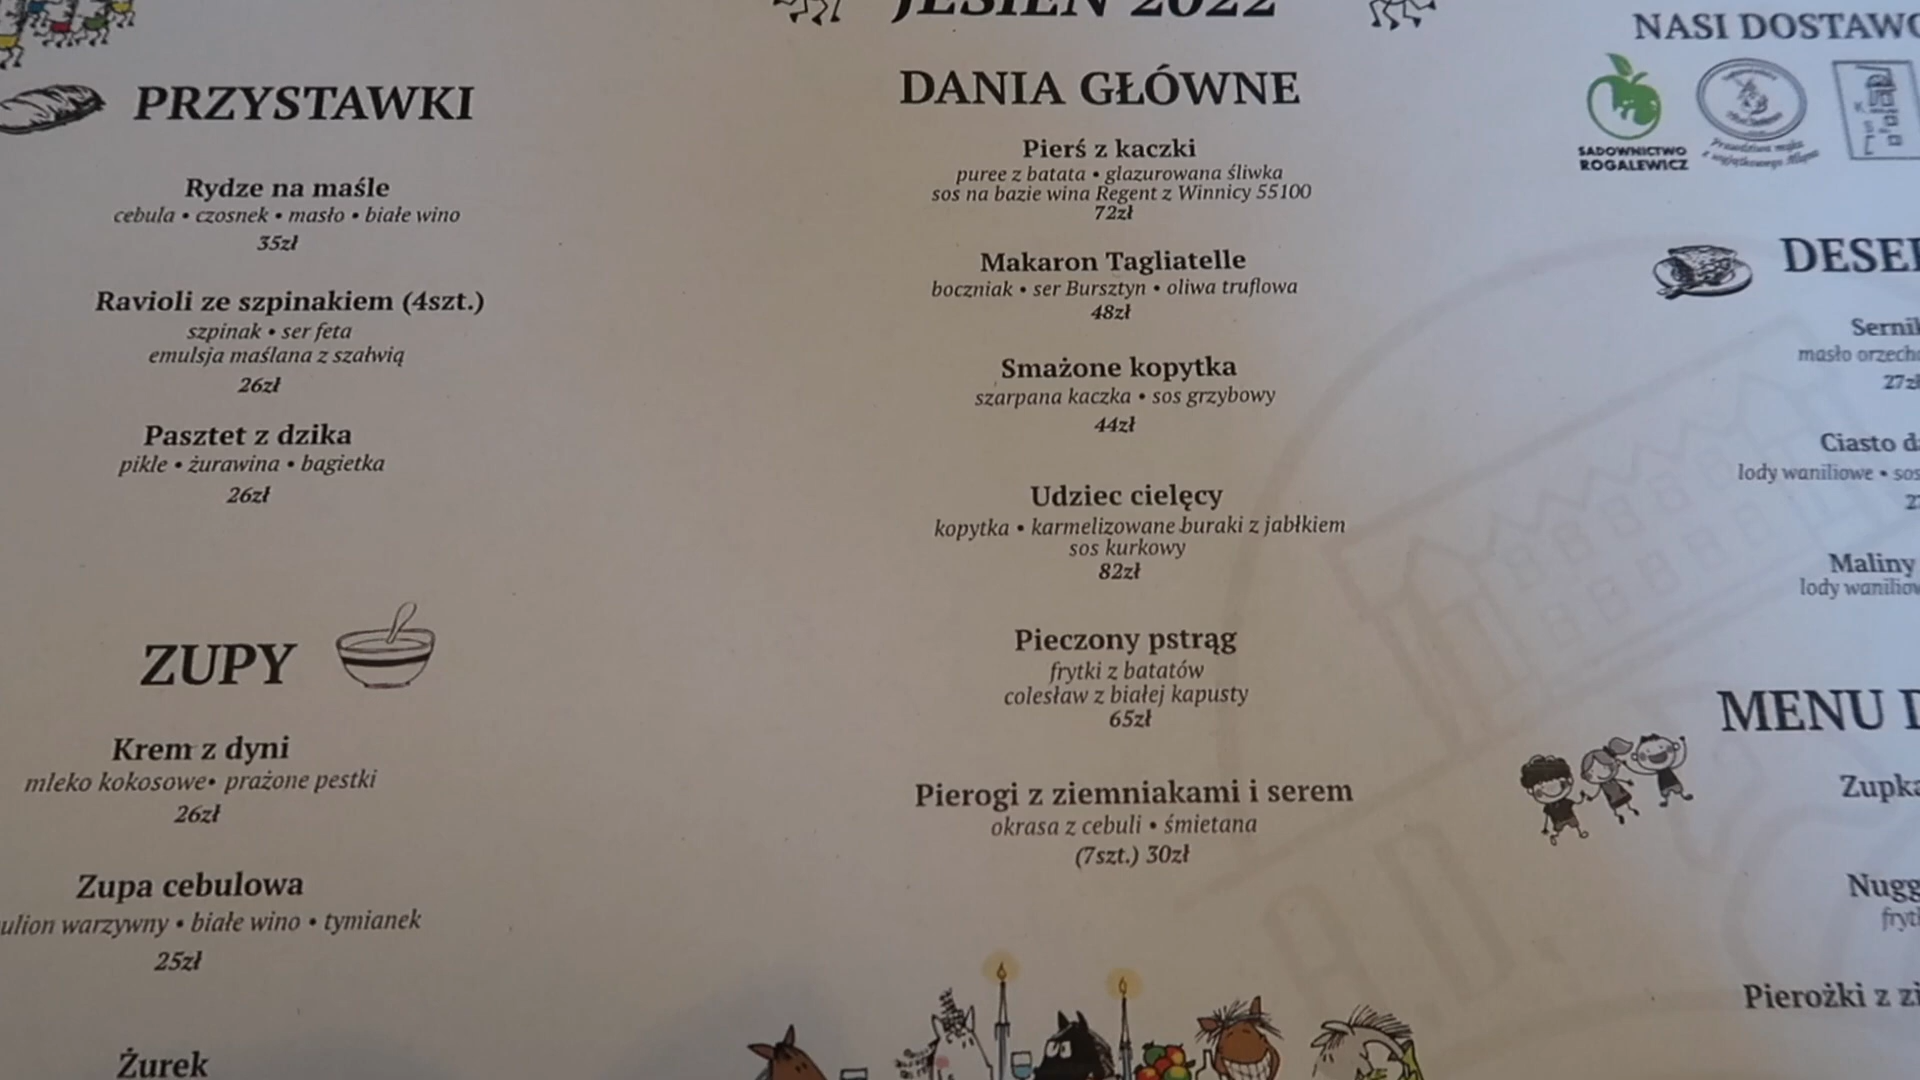 JESIEŃ 2022
PRZYSTAWKI
Rydze na maśle
cebula • czosnek • masło • białe wino
35zł
Ravioli ze szpinakiem (4szt.)
szpinak • ser feta
emulsja maślana z szałwią
26zł
Pasztet z dzika
pikle • żurawina • bagietka
26zł
ZUPY
Krem z dyni
mleko kokosowe• prażone pestki
26zł
Zupa cebulowa
ulion warzywny • białe wino • tymianek
25zł
Żurek
DANIA GŁÓWNE
Pierś z kaczki
puree z batata • glazurowana śliwka
sos na bazie wina Regent z Winnicy 55100
72zł
Makaron Tagliatelle
boczniak • ser Bursztyn • oliwa truflowa
48zł
Smażone kopytka
szarpana kaczka • sos grzybowy
44zł
Udziec cielęcy
kopytka • karmelizowane buraki z jabłkiem
sos kurkowy
82zł
Pieczony pstrąg
frytki z batatów
colesław z białej kapusty
65zł
Pierogi z ziemniakami i serem
okrasa z cebuli • śmietana
(7szt.) 30zł
NASI DOSTAWC
SADOWNICTWO
ROGALEWICZ
DESE
Sernik
masło orzech
27zł
Ciasto d
lody waniliowe • sos
2
Maliny
lody waniliow
MENU D
Zupka
Nugg
fryt
Pierożki z zi